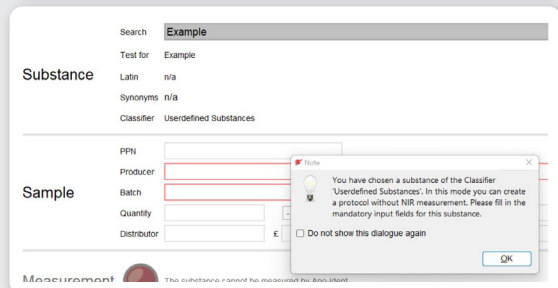 Search Example
Substance
Test for Example
Latin n/a
Synonyms n/a
Classifier Userdefined Substances
Sample
PPN
Producer
Batch
Quantity -
Distributor £
Note
You have chosen a substance of the Classifier
'Userdefined Substances'. In this mode you can create
a protocol without NIR measurement. Please fill in the
mandatory input fields for this substance.
Do not show this dialogue again
OK
Measurement The substance cannot be measured by Apo-Ident